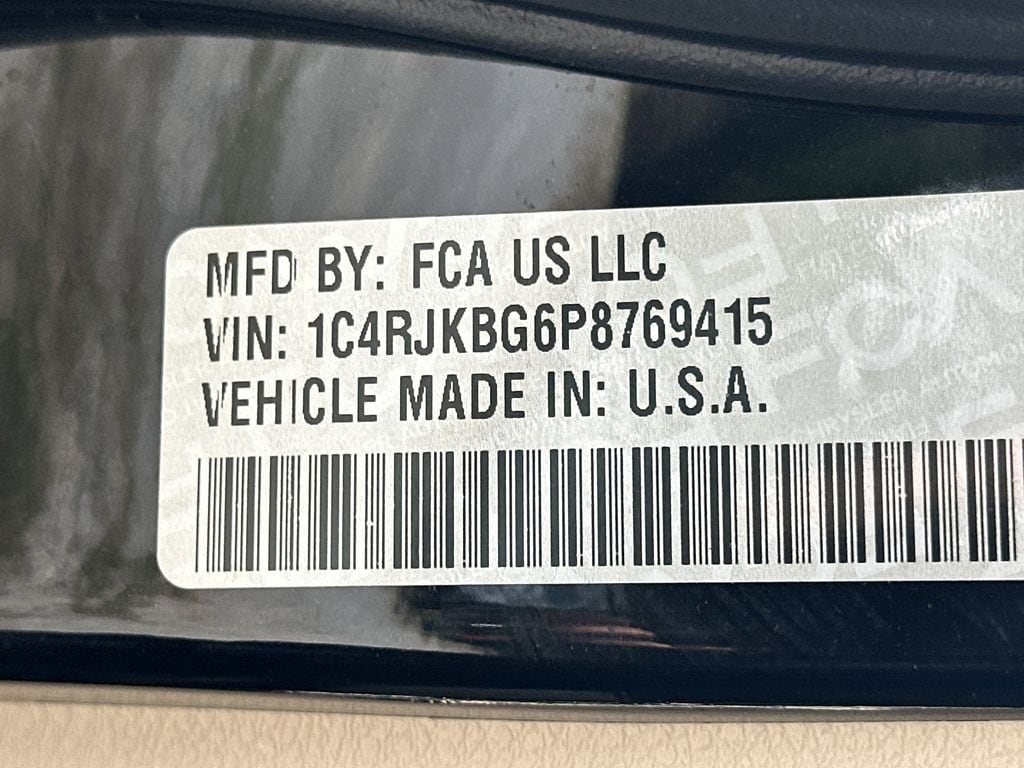 MFD BY: FCA US LLC
VIN: 1C4RJKBG6P8769415
VEHICLE MADE IN: U.S.A.